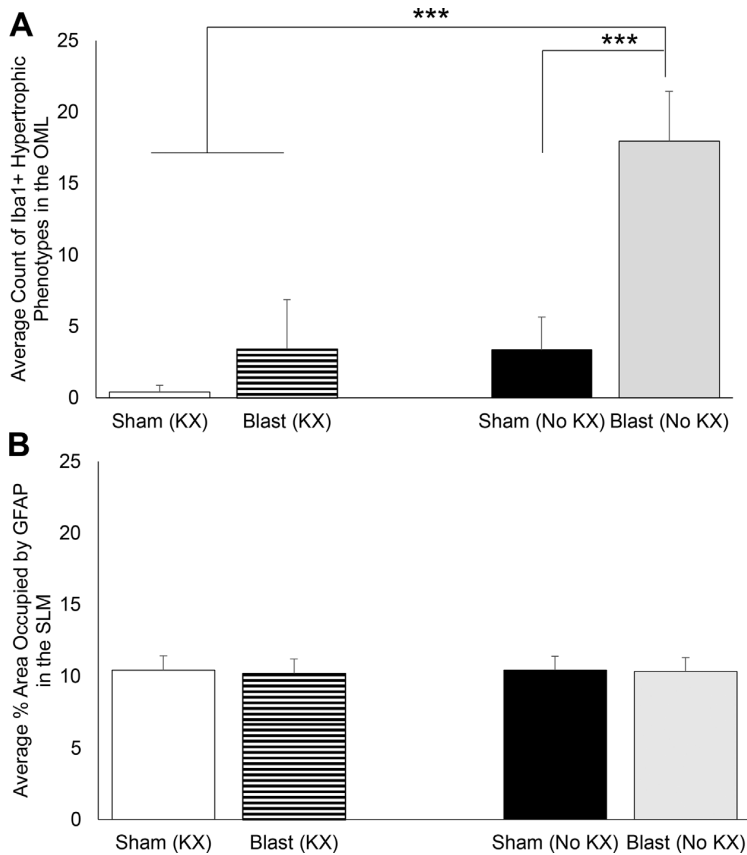 A
***
***
25
20
15
10
5
0
Average Count of Iba1+ Hypertrophic
Phenotypes in the OML
Sham (KX) Blast (KX) Sham (No KX) Blast (No KX)
B
25
20
15
10
5
0
Average % Area Occupied by GFAP
in the SLM
Sham (KX) Blast (KX) Sham (No KX) Blast (No KX)